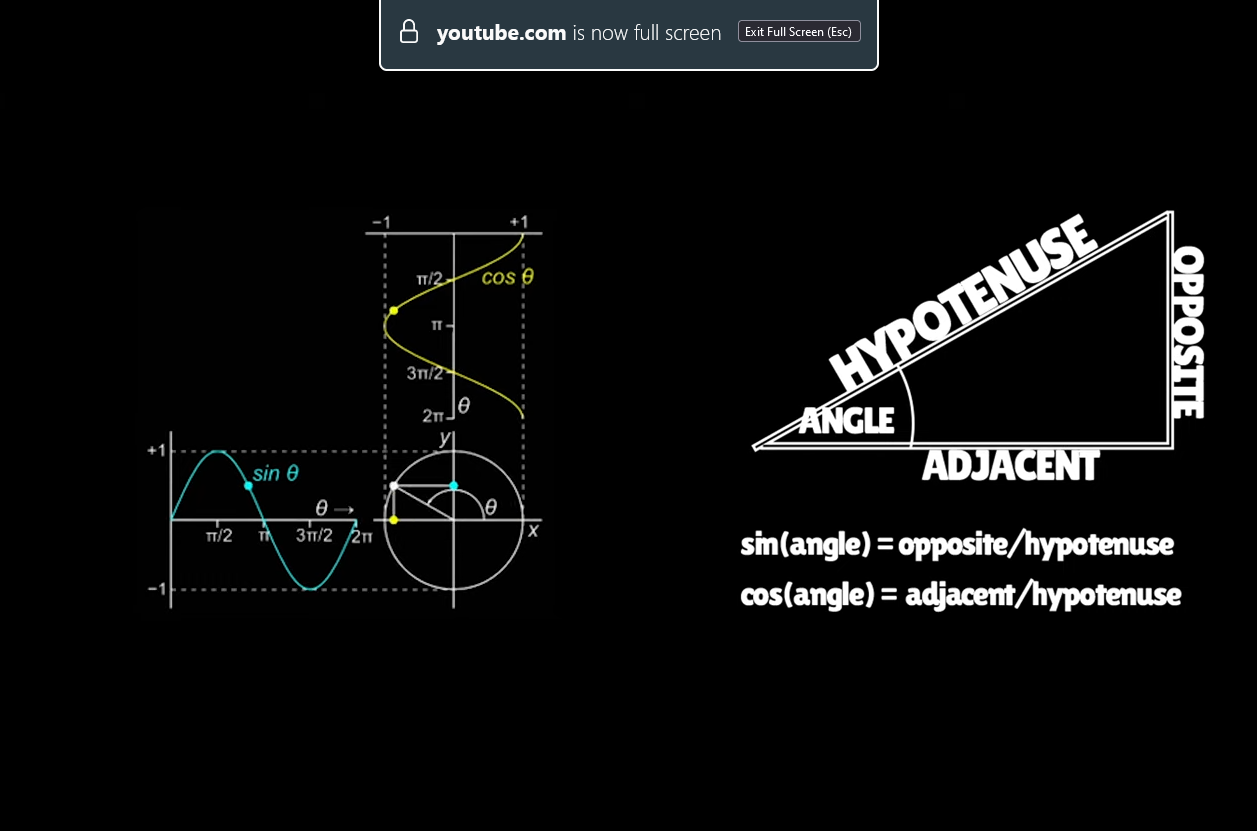 youtube.com is now full screen Exit Full Screen (Esc)
−1 +1
π/2 cos θ
π
3π/2
2π θ
y
+1
sin θ
θ → θ
π/2 π 3π/2 2π x
−1
HYPOTENUSE
OPPOSITE
ANGLE
ADJACENT
sin(angle) = opposite/hypotenuse
cos(angle) = adjacent/hypotenuse